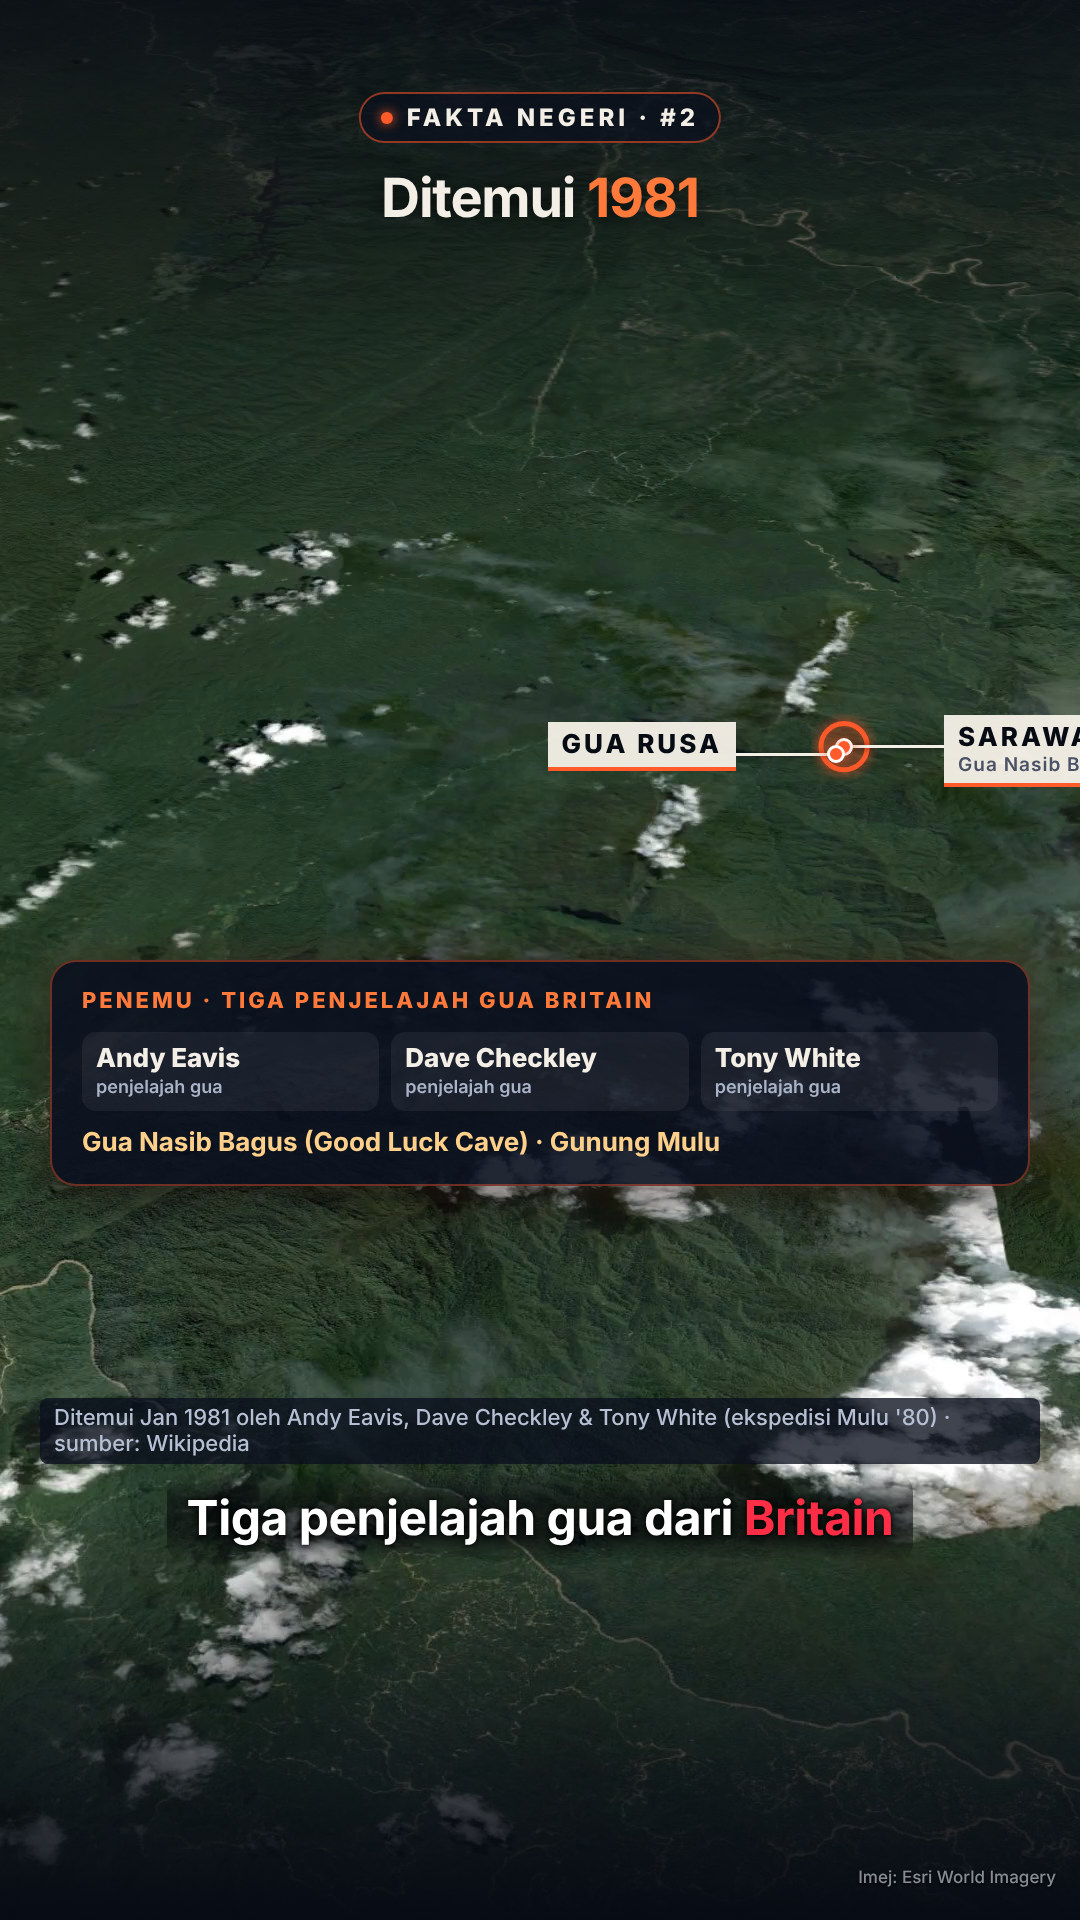 FAKTA NEGERI · #2
Ditemui 1981
GUA RUSA
SARAWA
Gua Nasib B
PENEMU · TIGA PENJELAJAH GUA BRITAIN
Andy Eavis
penjelajah gua
Dave Checkley
penjelajah gua
Tony White
penjelajah gua
Gua Nasib Bagus (Good Luck Cave) · Gunung Mulu
Ditemui Jan 1981 oleh Andy Eavis, Dave Checkley & Tony White (ekspedisi Mulu '80) ·
sumber: Wikipedia
Tiga penjelajah gua dari Britain
Imej: Esri World Imagery